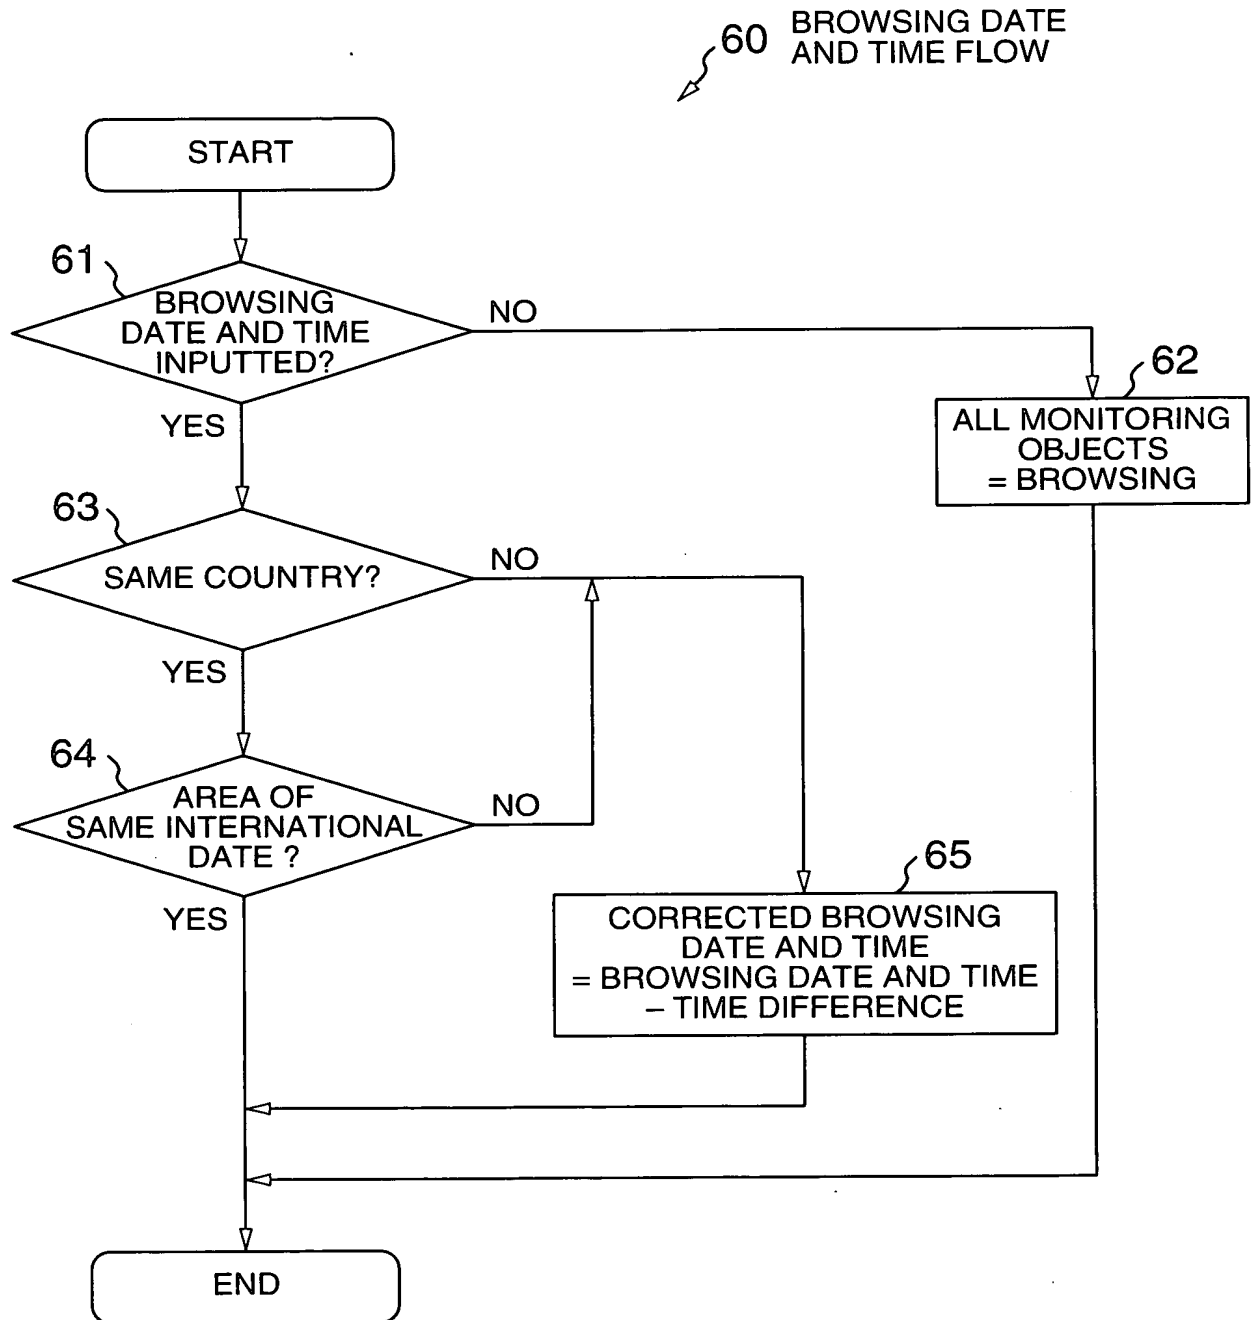 60 BROWSING DATE
AND TIME FLOW
START
61
BROWSING
DATE AND TIME
INPUTTED?
NO
YES
62
ALL MONITORING
OBJECTS
= BROWSING
63
SAME COUNTRY?
NO
YES
64
AREA OF
SAME INTERNATIONAL
DATE ?
NO
YES
65
CORRECTED BROWSING
DATE AND TIME
= BROWSING DATE AND TIME
– TIME DIFFERENCE
END